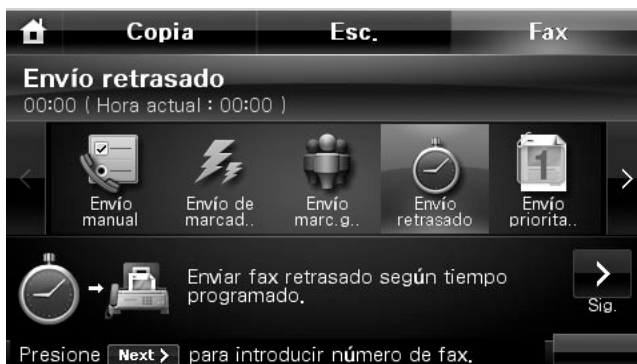 Copia Esc. Fax
Envío retrasado
00:00 ( Hora actual : 00:00 )
1
Envío manual
Envío de marcad..
Envío marc.g..
Envío retrasado
Envío priorita..
Enviar fax retrasado según tiempo
programado.
Sig.
Presione Next > para introducir número de fax.